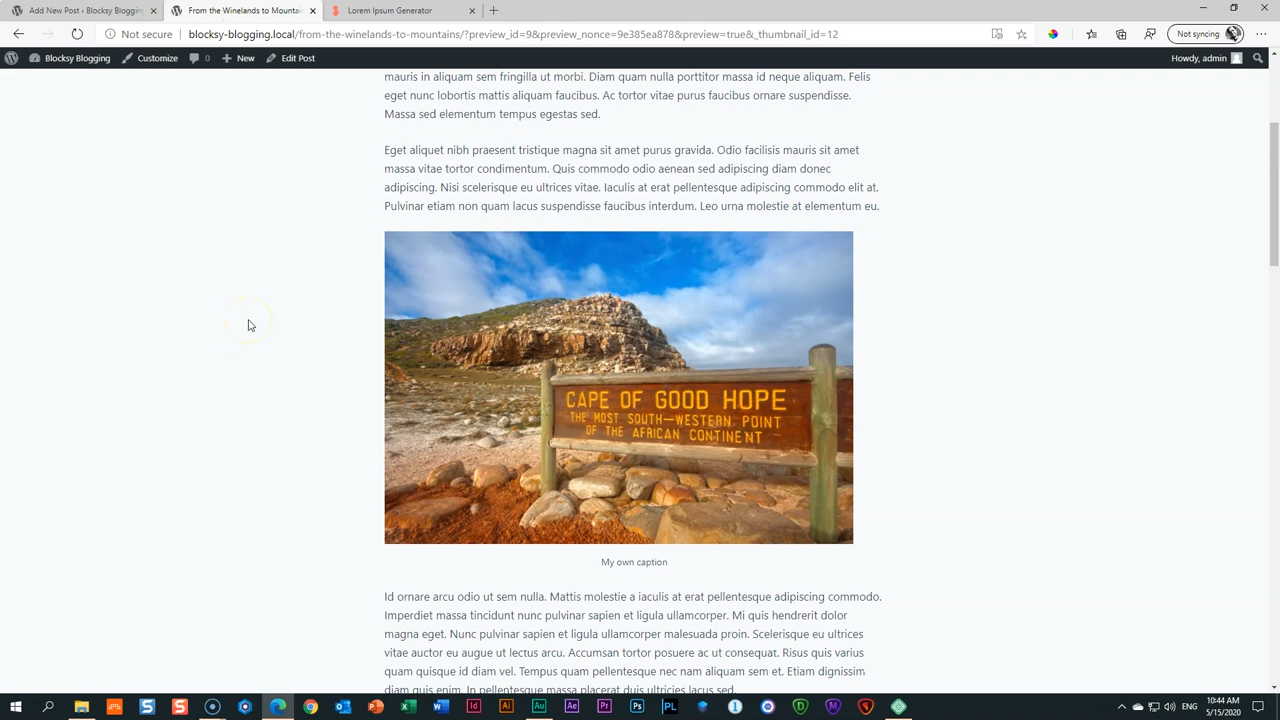 Add New Post ‹ Blocksy Blogging
From the Winelands to Mountain
Lorem Ipsum Generator
Not secure
blocksy-blogging.local/from-the-winelands-to-mountains/?preview_id=9&preview_nonce=9e385ea878&preview=true&_thumbnail_id=12
Not syncing
Blocksy Blogging
Customize
0
New
Edit Post
Howdy, admin
mauris in aliquam sem fringilla ut morbi. Diam quam nulla porttitor massa id neque aliquam. Felis
eget nunc lobortis mattis aliquam faucibus. Ac tortor vitae purus faucibus ornare suspendisse.
Massa sed elementum tempus egestas sed.
Eget aliquet nibh praesent tristique magna sit amet purus gravida. Odio facilisis mauris sit amet
massa vitae tortor condimentum. Quis commodo odio aenean sed adipiscing diam donec
adipiscing. Nisi scelerisque eu ultrices vitae. Iaculis at erat pellentesque adipiscing commodo elit at.
Pulvinar etiam non quam lacus suspendisse faucibus interdum. Leo urna molestie at elementum eu.
CAPE OF GOOD HOPE
THE MOST SOUTH-WESTERN POINT
OF THE AFRICAN CONTINENT
My own caption
Id ornare arcu odio ut sem nulla. Mattis molestie a iaculis at erat pellentesque adipiscing commodo.
Imperdiet massa tincidunt nunc pulvinar sapien et ligula ullamcorper. Mi quis hendrerit dolor
magna eget. Nunc pulvinar sapien et ligula ullamcorper malesuada proin. Scelerisque eu ultrices
vitae auctor eu augue ut lectus arcu. Accumsan tortor posuere ac ut consequat. Risus quis varius
quam quisque id diam vel. Tempus quam pellentesque nec nam aliquam sem et. Etiam dignissim
diam quis enim. In pellentesque massa placerat duis ultricies lacus sed.
Id
Ai
Au
Ae
Pr
Ps
PL
ENG
10:44 AM
5/15/2020